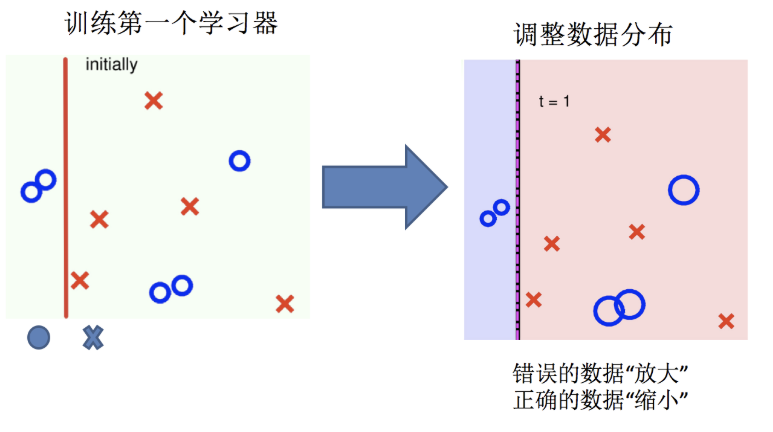 训练第一个学习器
调整数据分布
initially
t = 1
错误的数据“放大”
正确的数据“缩小”